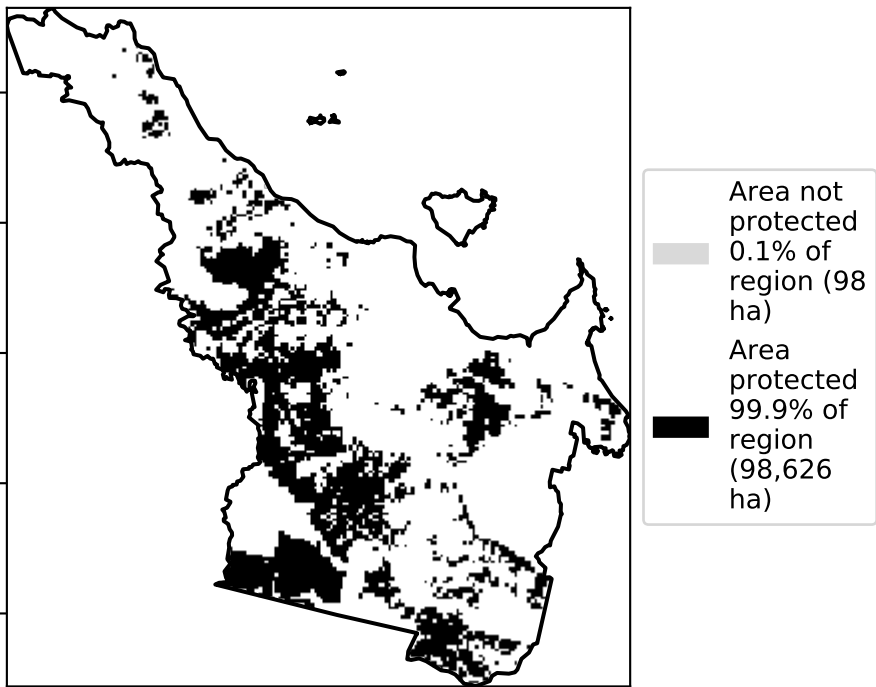 Area not
protected
0.1% of
region (98
ha)
Area
protected
99.9% of
region
(98,626
ha)